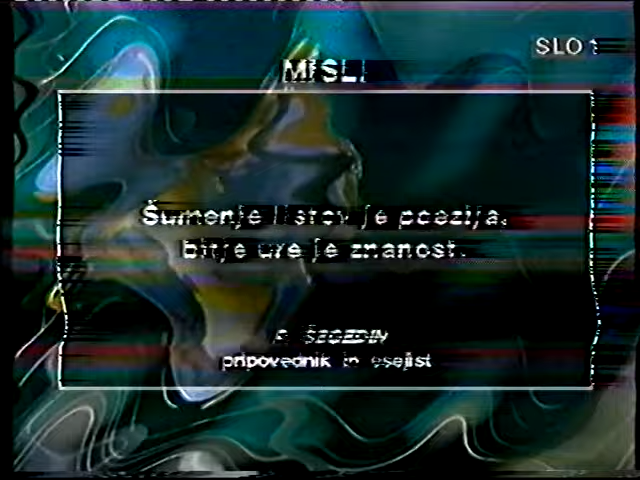 SLO 1
MISLI
Šumenje listov je poezija,
bitje ure je znanost.
P. ŠEGEDIN
pripovednik in esejist